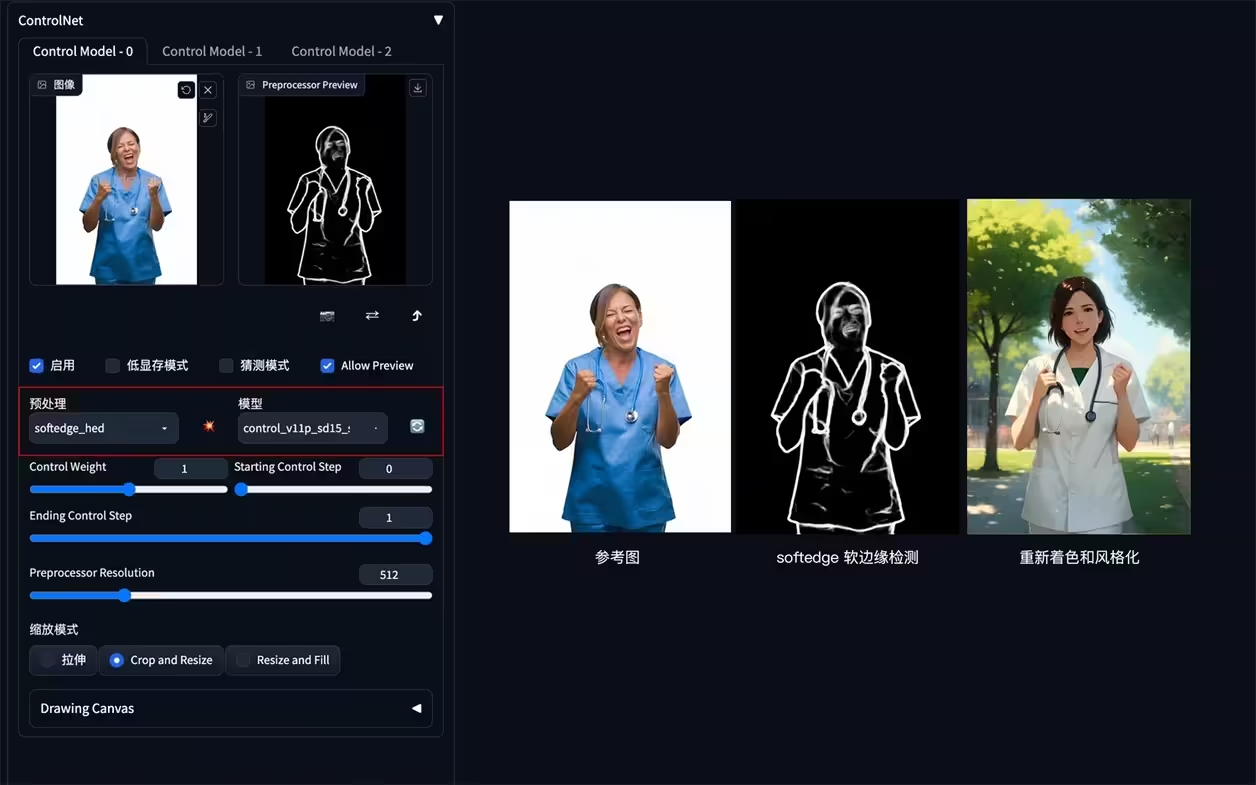 ControlNet
Control Model - 0
Control Model - 1
Control Model - 2
图像
Preprocessor Preview
启用
低显存模式
猜测模式
Allow Preview
预处理
模型
softedge_hed
control_v11p_sd15_s
Control Weight
1
Starting Control Step
0
Ending Control Step
1
Preprocessor Resolution
512
缩放模式
拉伸
Crop and Resize
Resize and Fill
Drawing Canvas
参考图
softedge 软边缘检测
重新着色和风格化